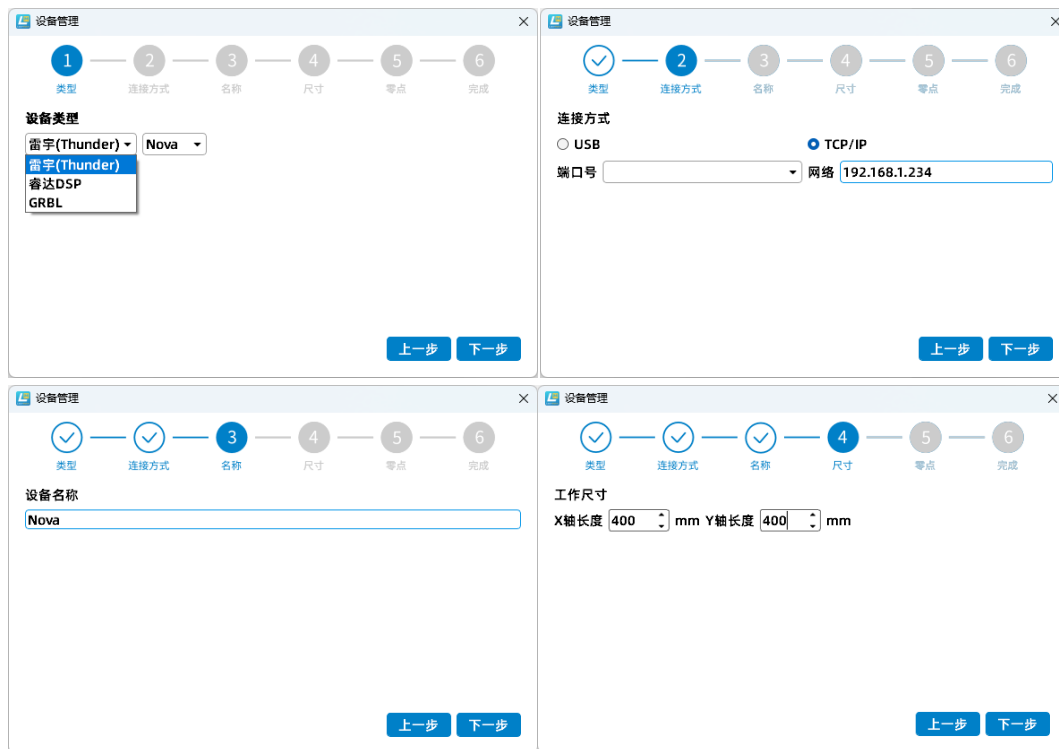 设备管理
1 2 3 4 5 6
类型 连接方式 名称 尺寸 零点 完成
设备类型
雷宇(Thunder) Nova
雷宇(Thunder)
睿达DSP
GRBL
上一步 下一步
设备管理
2 3 4 5 6
类型 连接方式 名称 尺寸 零点 完成
连接方式
USB TCP/IP
端口号 网络 192.168.1.234
上一步 下一步
设备管理
3 4 5 6
类型 连接方式 名称 尺寸 零点 完成
设备名称
Nova
上一步 下一步
设备管理
4 5 6
类型 连接方式 名称 尺寸 零点 完成
工作尺寸
X轴长度 400 mm Y轴长度 400 mm
上一步 下一步